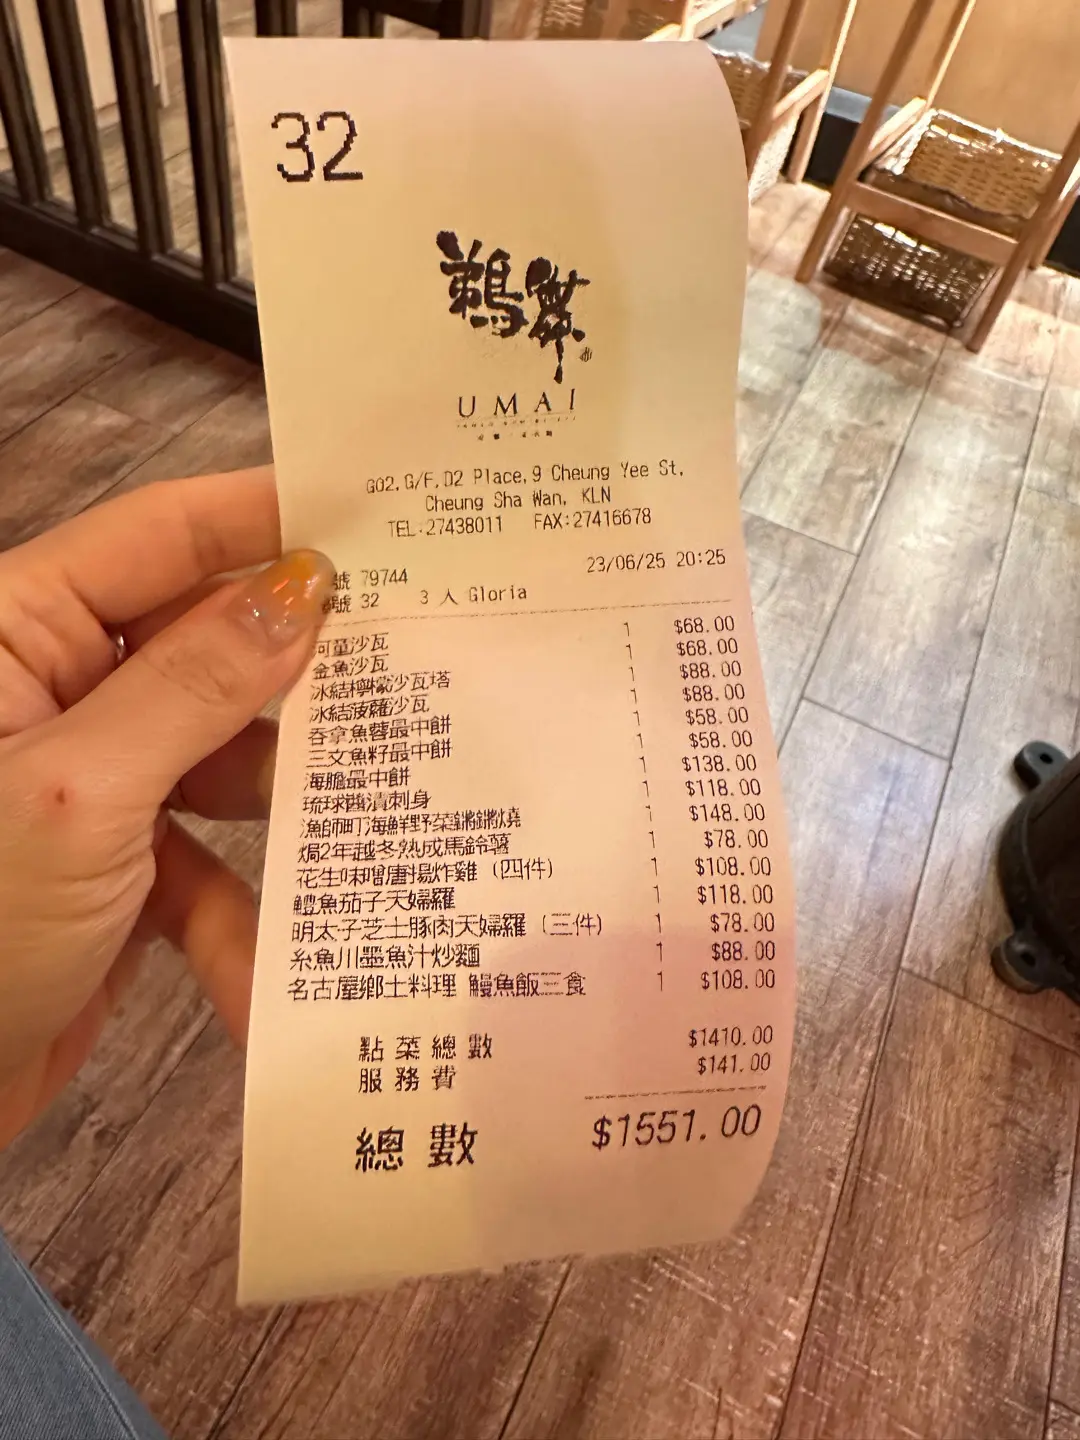 32
鵜舞
UMAI
G02,G/F,D2 Place,9 Cheung Yee St,
Cheung Sha Wan, KLN
TEL:27438011 FAX:27416678
號 79744 23/06/25 20:25
號 32 3 人 Gloria
河童沙瓦 1 $68.00
金魚沙瓦 1 $68.00
冰結檸檬沙瓦塔 1 $88.00
冰結菠蘿沙瓦 1 $88.00
吞拿魚蓉最中餅 1 $58.00
三文魚籽最中餅 1 $58.00
海膽最中餅 1 $138.00
琉球醬漬刺身 1 $118.00
漁師町海鮮野菜鏘鏘燒 1 $148.00
焗2年越冬熟成馬鈴薯 1 $78.00
花生味噌唐揚炸雞 (四件) 1 $108.00
鱧魚茄子天婦羅 1 $118.00
明太子芝士豚肉天婦羅 (三件) 1 $78.00
糸魚川墨魚汁炒麵 1 $88.00
名古屋鄉土料理 鰻魚飯三食 1 $108.00
點菜總數 $1410.00
服務費 $141.00
總數 $1551.00